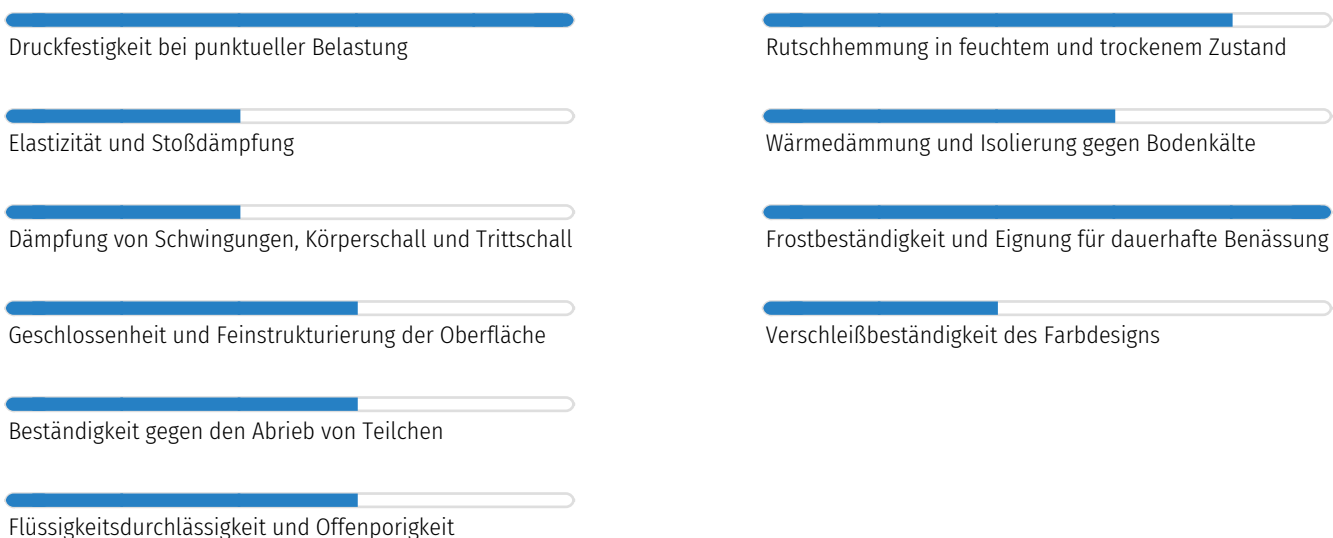 Druckfestigkeit bei punktueller Belastung
Elastizität und Stoßdämpfung
Dämpfung von Schwingungen, Körperschall und Trittschall
Geschlossenheit und Feinstrukturierung der Oberfläche
Beständigkeit gegen den Abrieb von Teilchen
Flüssigkeitsdurchlässigkeit und Offenporigkeit
Rutschhemmung in feuchtem und trockenem Zustand
Wärmedämmung und Isolierung gegen Bodenkälte
Frostbeständigkeit und Eignung für dauerhafte Benässung
Verschleißbeständigkeit des Farbdesigns